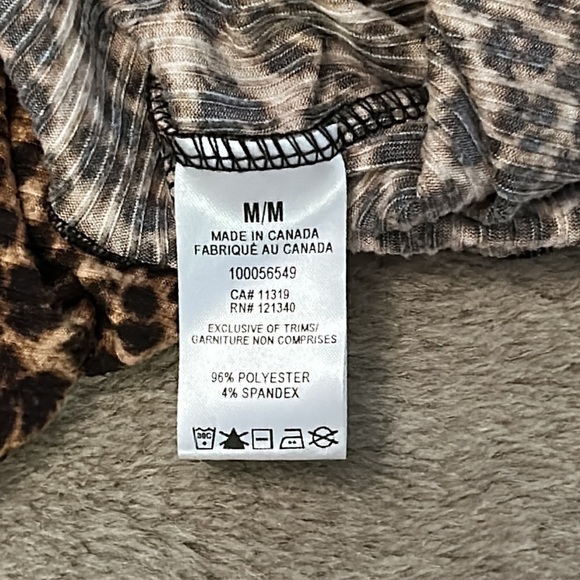 M/M
MADE IN CANADA
FABRIQUÉ AU CANADA
100056549
CA# 11319
RN# 121340
EXCLUSIVE OF TRIMS/
GARNITURE NON COMPRISES
96% POLYESTER
4% SPANDEX
30C